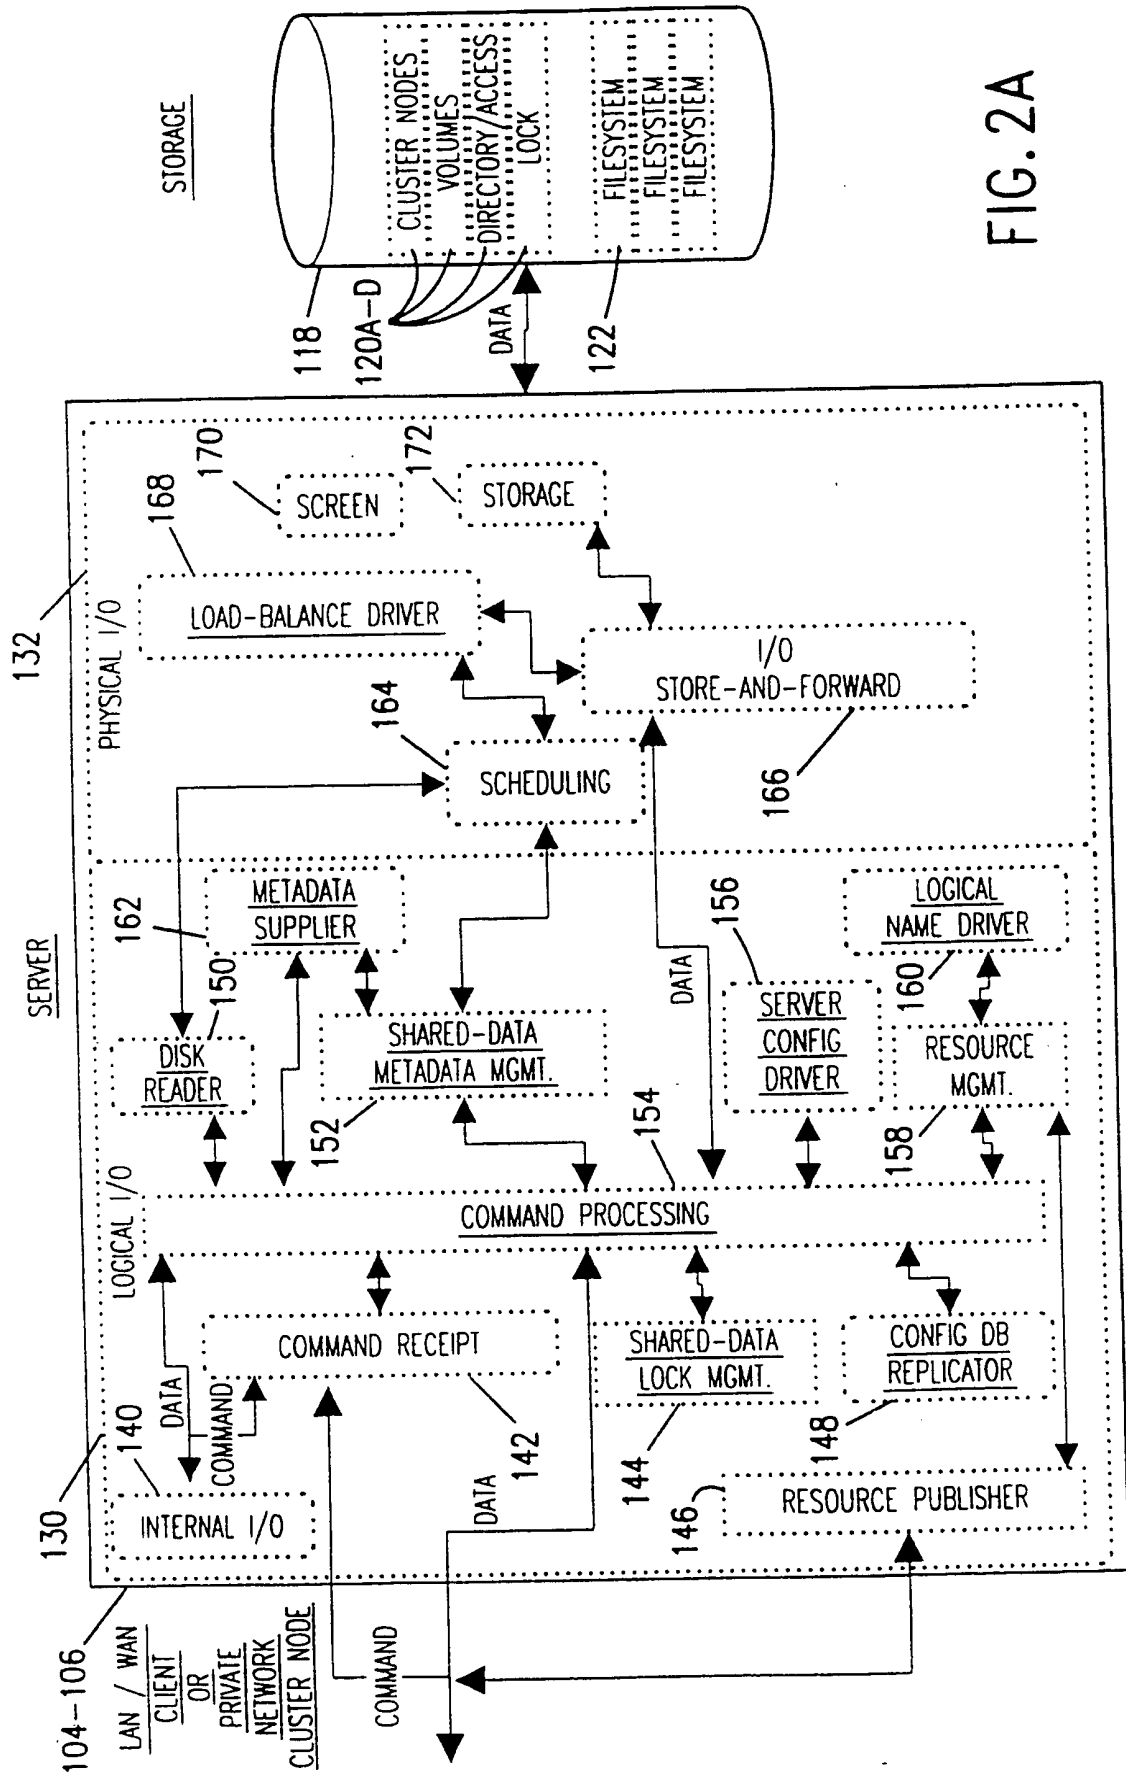 SERVER
STORAGE
LAN / WAN
CLIENT
OR
PRIVATE
NETWORK
CLUSTER NODE
104-106
130
132
LOGICAL I/O
PHYSICAL I/O
INTERNAL I/O
140
DATA
COMMAND
COMMAND RECEIPT
142
COMMAND
DATA
SHARED-DATA
LOCK MGMT.
144
RESOURCE PUBLISHER
146
CONFIG DB
REPLICATOR
148
COMMAND PROCESSING
154
DISK
READER
150
METADATA
SUPPLIER
162
SHARED-DATA
METADATA MGMT.
152
DATA
SERVER
CONFIG
DRIVER
156
RESOURCE
MGMT.
158
LOGICAL
NAME DRIVER
160
SCHEDULING
164
LOAD-BALANCE DRIVER
168
I/O
STORE-AND-FORWARD
166
SCREEN
170
STORAGE
172
DATA
118
120A-D
CLUSTER NODES
VOLUMES
DIRECTORY/ACCESS
LOCK
122
FILESYSTEM
FILESYSTEM
FILESYSTEM
FIG. 2A